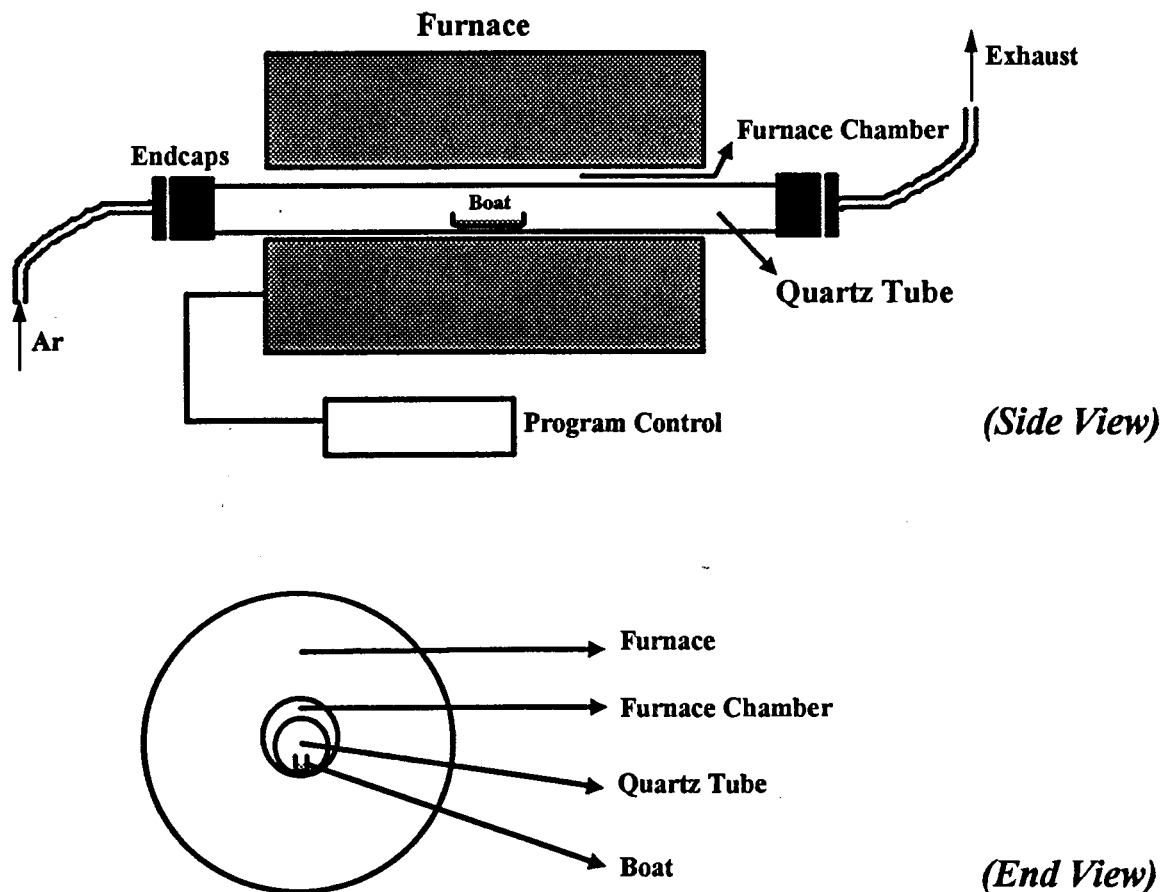 Furnace
Exhaust
Furnace Chamber
Endcaps
Boat
Quartz Tube
Ar
Program Control
(Side View)
Furnace
Furnace Chamber
Quartz Tube
Boat
(End View)